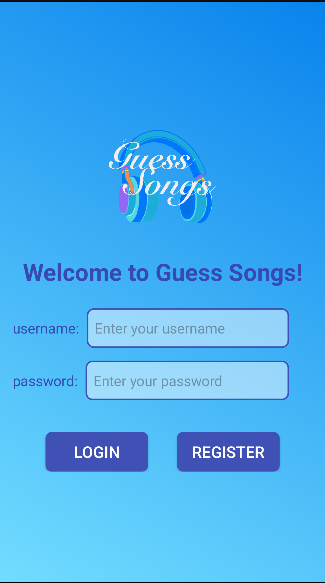 Guess
Songs
Welcome to Guess Songs!
username: Enter your username
password: Enter your password
LOGIN REGISTER